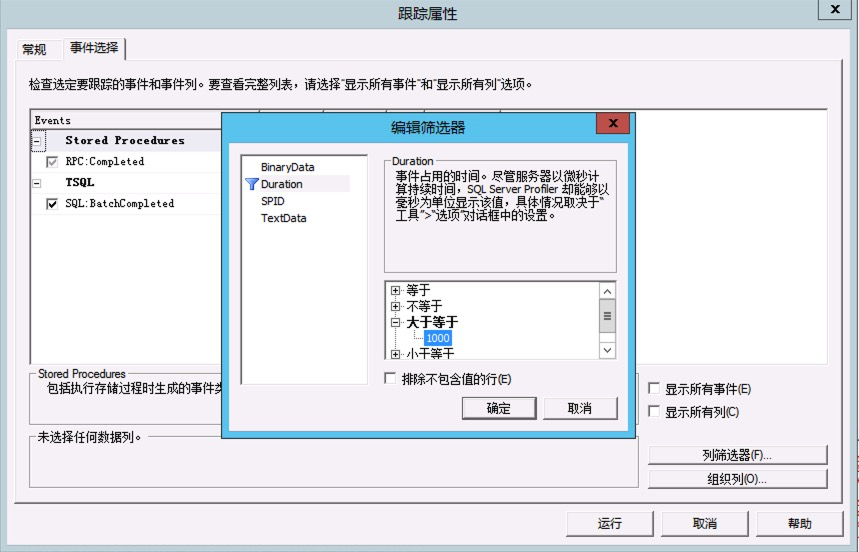 跟踪属性
常规
事件选择
检查选定要跟踪的事件和事件列。要查看完整列表，请选择"显示所有事件"和"显示所有列"选项。
Events
Stored Procedures
RPC:Completed
TSQL
SQL:BatchCompleted
编辑筛选器
BinaryData
Duration
SPID
TextData
Duration
事件占用的时间。尽管服务器以微秒计
算持续时间，SQL Server Profiler 却能够以
毫秒为单位显示该值，具体情况取决于"
工具">"选项"对话框中的设置。
等于
不等于
大于等于
1000
小于等于
排除不包含值的行(E)
确定
取消
Stored Procedures
包括执行存储过程时生成的事件类
显示所有事件(E)
显示所有列(C)
未选择任何数据列。
列筛选器(F)...
组织列(O)...
运行
取消
帮助